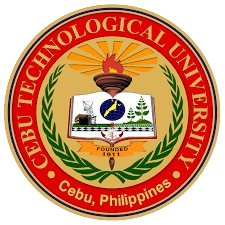 CEBU TECHNOLOGICAL UNIVERSITY
FOUNDED
1911
Cebu, Philippines